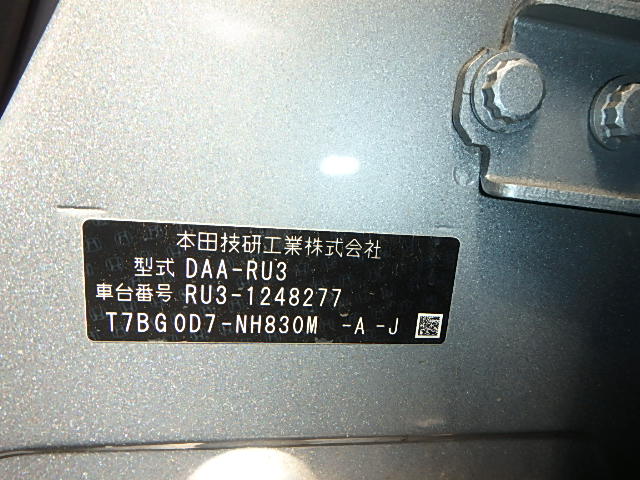 本田技研工業株式会社
型式 DAA-RU3
車台番号 RU3-1248277
T7BG0D7-NH830M -A-J